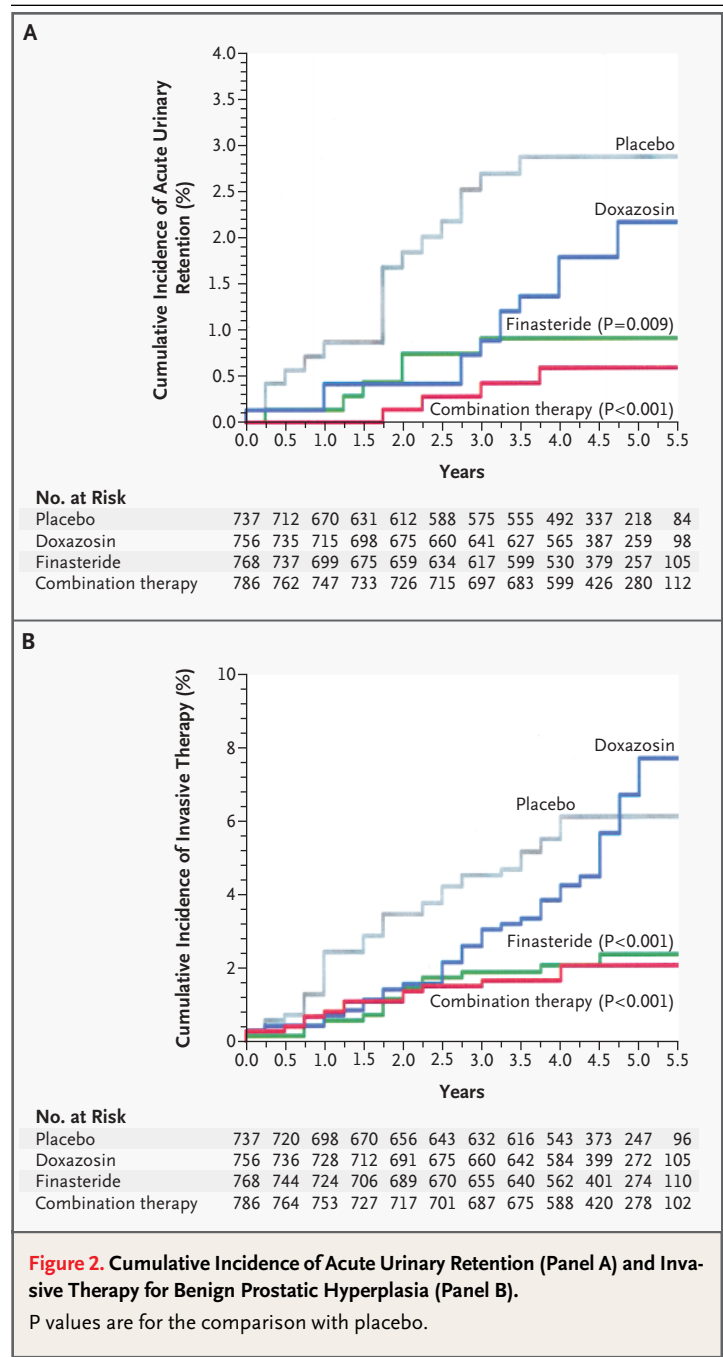 A
Cumulative Incidence of Acute Urinary
Retention (%)
4.0
3.5
3.0
2.5
2.0
1.5
1.0
0.5
0.0
Placebo
Doxazosin
Finasteride (P=0.009)
Combination therapy (P<0.001)
0.0 0.5 1.0 1.5 2.0 2.5 3.0 3.5 4.0 4.5 5.0 5.5
Years
No. at Risk
Placebo 737 712 670 631 612 588 575 555 492 337 218 84
Doxazosin 756 735 715 698 675 660 641 627 565 387 259 98
Finasteride 768 737 699 675 659 634 617 599 530 379 257 105
Combination therapy 786 762 747 733 726 715 697 683 599 426 280 112
B
Cumulative Incidence of Invasive Therapy (%)
10
8
6
4
2
0
Doxazosin
Placebo
Finasteride (P<0.001)
Combination therapy (P<0.001)
0.0 0.5 1.0 1.5 2.0 2.5 3.0 3.5 4.0 4.5 5.0 5.5
Years
No. at Risk
Placebo 737 720 698 670 656 643 632 616 543 373 247 96
Doxazosin 756 736 728 712 691 675 660 642 584 399 272 105
Finasteride 768 744 724 706 689 670 655 640 562 401 274 110
Combination therapy 786 764 753 727 717 701 687 675 588 420 278 102
Figure 2. Cumulative Incidence of Acute Urinary Retention (Panel A) and Inva-
sive Therapy for Benign Prostatic Hyperplasia (Panel B).
P values are for the comparison with placebo.